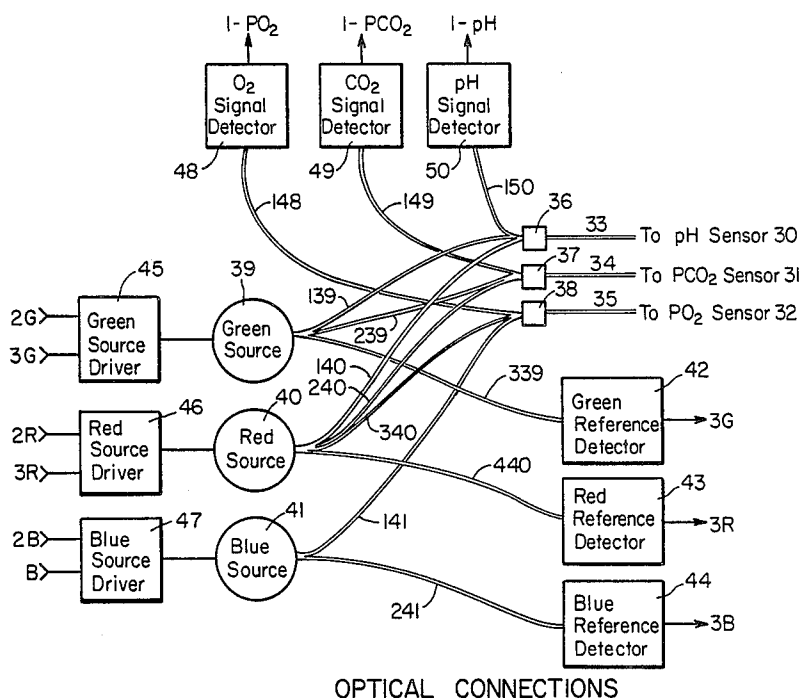 1-PO2
1-PCO2
1-pH
O2
Signal
Detector
CO2
Signal
Detector
pH
Signal
Detector
48
49
50
148
149
150
36
33
To pH Sensor 30
37
34
To PCO2 Sensor 31
38
35
To PO2 Sensor 32
45
39
139
239
2G
3G
Green
Source
Driver
Green
Source
140
240
340
339
42
Green
Reference
Detector
3G
46
40
2R
3R
Red
Source
Driver
Red
Source
440
43
Red
Reference
Detector
3R
47
41
141
2B
B
Blue
Source
Driver
Blue
Source
241
44
Blue
Reference
Detector
3B
OPTICAL CONNECTIONS